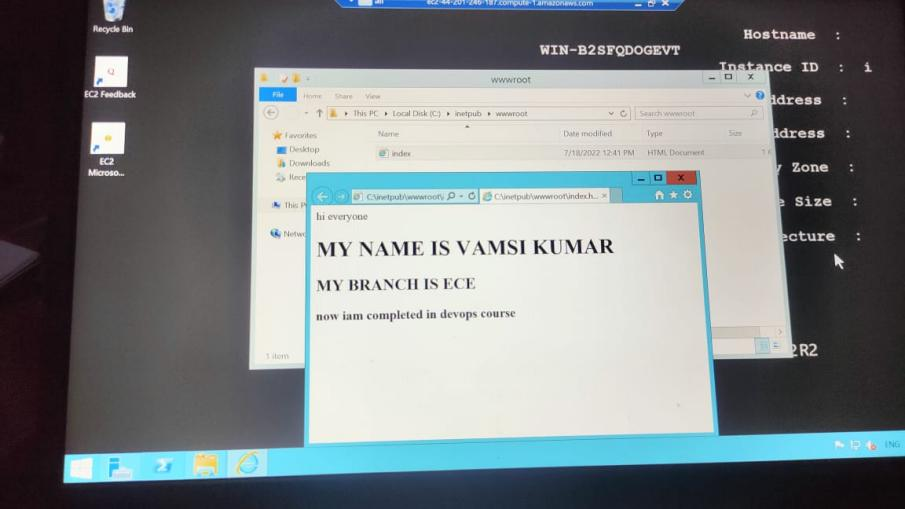 ec2-44-201-246-187.compute-1.amazonaws.com
Recycle Bin
EC2 Feedback
EC2
Microso...
Hostname :
WIN-B2SFQDOGEVT
Instance ID : i
ddress :
ddress :
Zone :
Size :
ecture :
2R2
wwwroot
File Home Share View
This PC Local Disk (C:) inetpub wwwroot
Search wwwroot
Favorites
Desktop
Downloads
Rece
This P
Netwo
Name Date modified Type Size
index 7/18/2022 12:41 PM HTML Document
1 item
C:\inetpub\wwwroot\
C:\inetpub\wwwroot\index.h...
hi everyone
MY NAME IS VAMSI KUMAR
MY BRANCH IS ECE
now iam completed in devops course
ENG